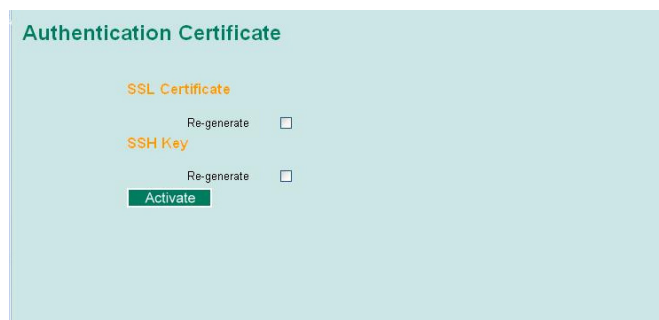 Authentication Certificate
SSL Certificate
Re-generate
SSH Key
Re-generate
Activate